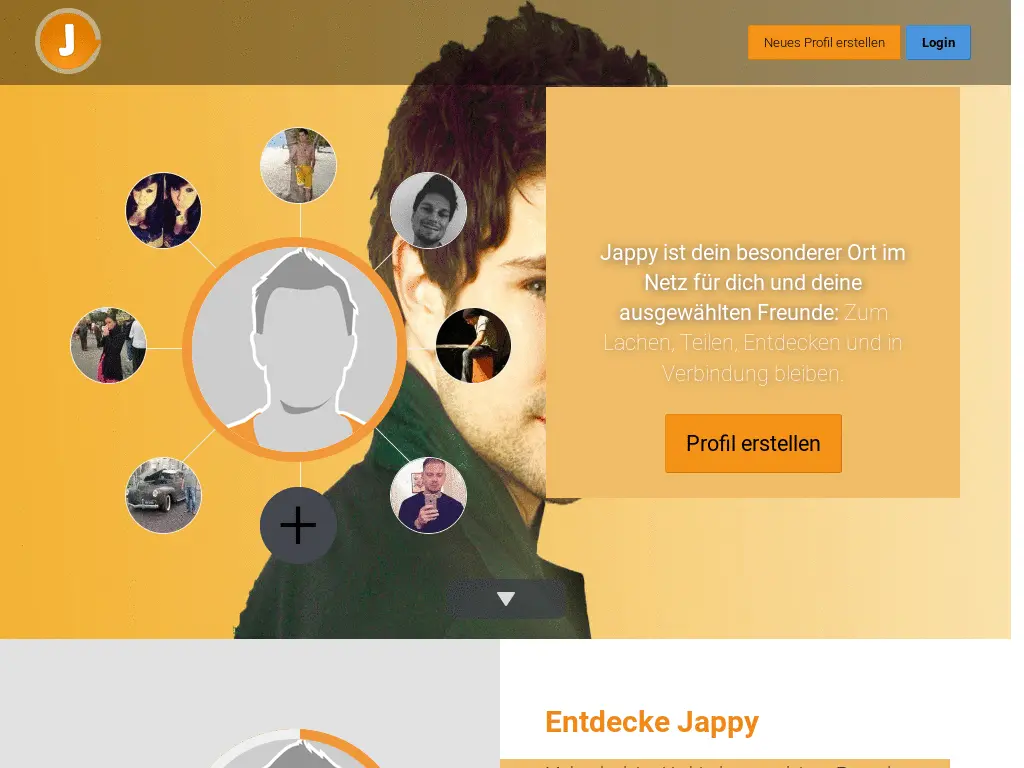 J
Neues Profil erstellen
Login
Jappy ist dein besonderer Ort im
Netz für dich und deine
ausgewählten Freunde: Zum
Lachen, Teilen, Entdecken und in
Verbindung bleiben.
Profil erstellen
Entdecke Jappy